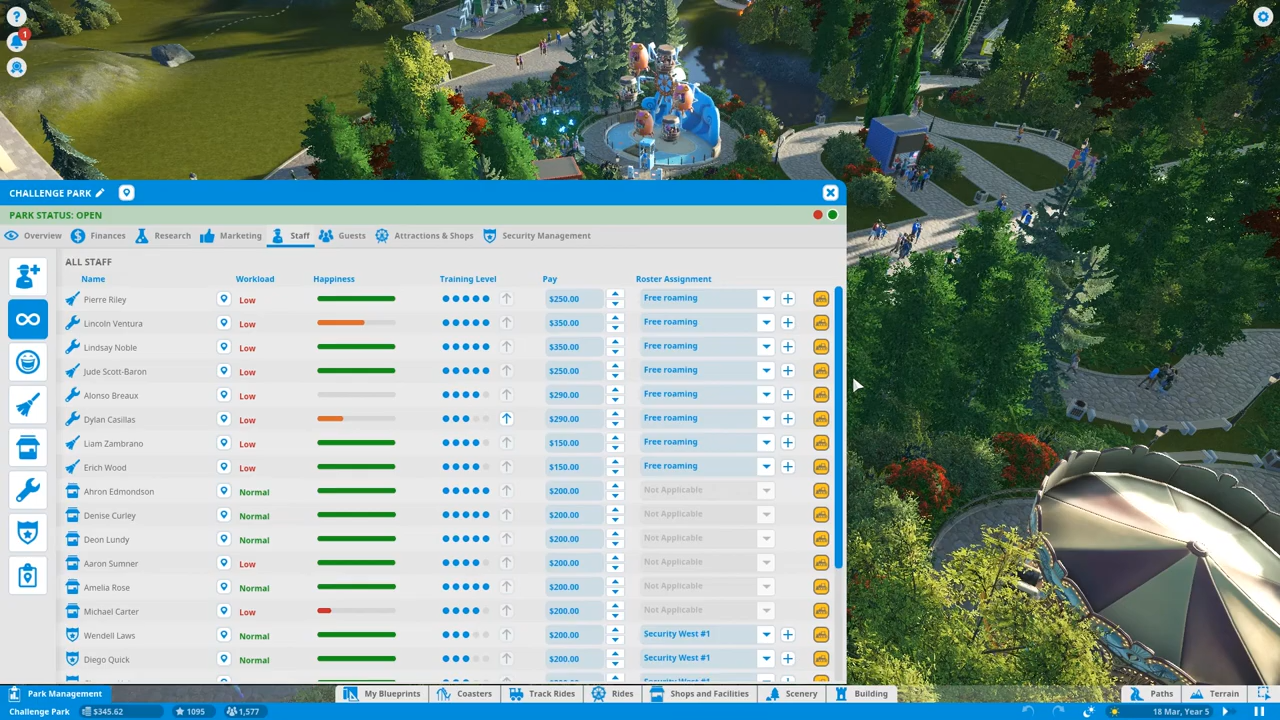 ?
1
CHALLENGE PARK
PARK STATUS: OPEN
Overview Finances Research Marketing Staff Guests Attractions & Shops Security Management
ALL STAFF
Name Workload Happiness Training Level Pay Roster Assignment
Pierre Riley Low $250.00 Free roaming
Lincoln Ventura Low $350.00 Free roaming
Lindsay Noble Low $350.00 Free roaming
Jude Scott-Baron Low $250.00 Free roaming
Alonso Breaux Low $290.00 Free roaming
Dylan Casillas Low $290.00 Free roaming
Liam Zambrano Low $150.00 Free roaming
Erich Wood Low $150.00 Free roaming
Ahron Edmondson Normal $200.00 Not Applicable
Denise Curley Normal $200.00 Not Applicable
Deon Lundy Normal $200.00 Not Applicable
Aaron Sumner Low $200.00 Not Applicable
Amelia Rose Normal $200.00 Not Applicable
Michael Carter Low $200.00 Not Applicable
Wendell Laws Normal $200.00 Security West #1
Diego Quick Normal $200.00 Security West #1
Park Management My Blueprints Coasters Track Rides Rides Shops and Facilities Scenery Building Paths Terrain
Challenge Park $345.62 1095 1,577 18 Mar, Year 5